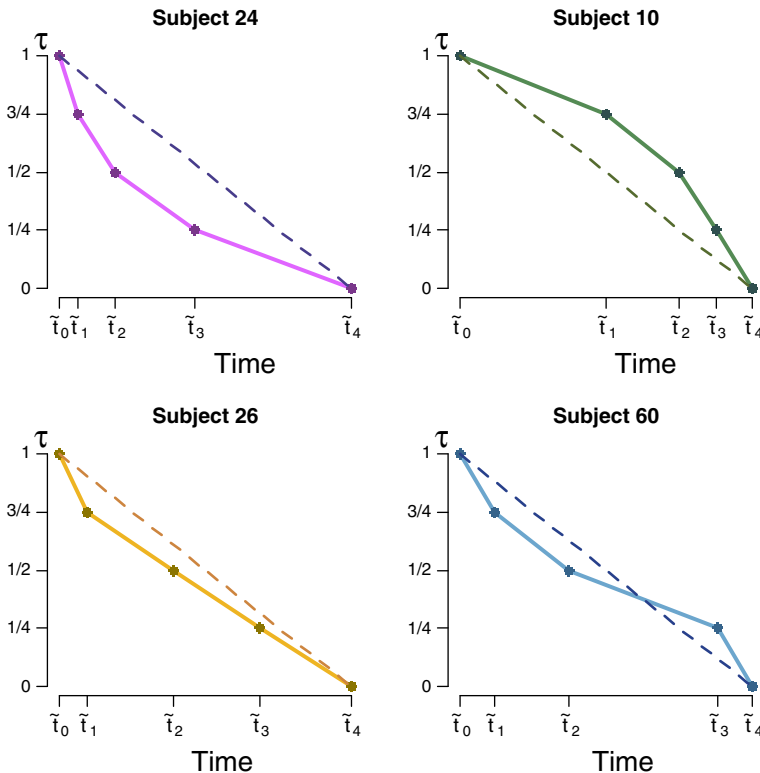 Subject 24
τ
1
3/4
1/2
1/4
0
t̃₀ t̃₁ t̃₂ t̃₃ t̃₄
Time
Subject 10
τ
1
3/4
1/2
1/4
0
t̃₀ t̃₁ t̃₂ t̃₃ t̃₄
Time
Subject 26
τ
1
3/4
1/2
1/4
0
t̃₀ t̃₁ t̃₂ t̃₃ t̃₄
Time
Subject 60
τ
1
3/4
1/2
1/4
0
t̃₀ t̃₁ t̃₂ t̃₃ t̃₄
Time